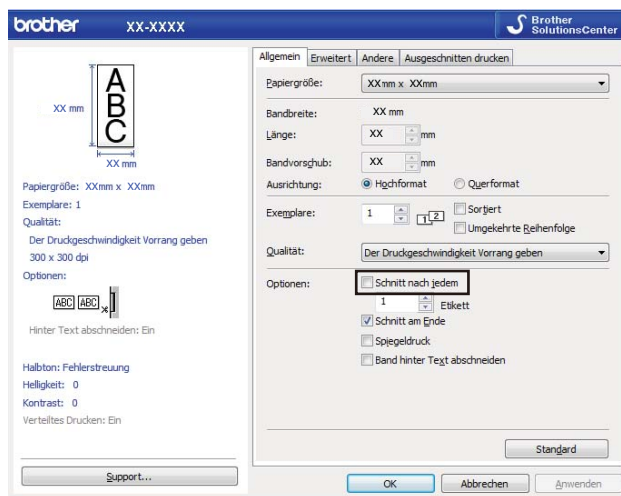 brother XX-XXXX
Brother
SolutionsCenter
A
B
C
XX mm
XX mm
Papiergröße: XXmm x XXmm
Exemplare: 1
Qualität:
Der Druckgeschwindigkeit Vorrang geben
300 x 300 dpi
Optionen:
ABC ABC
Hinter Text abschneiden: Ein
Halbton: Fehlerstreuung
Helligkeit: 0
Kontrast: 0
Verteiltes Drucken: Ein
Support...
Allgemein Erweitert Andere Ausgeschnitten drucken
Papiergröße: XXmm x XXmm
Bandbreite: XX mm
Länge: XX mm
Bandvorschub: XX mm
Ausrichtung: Hochformat Querformat
Exemplare: 1 1 2 Sortiert
Umgekehrte Reihenfolge
Qualität: Der Druckgeschwindigkeit Vorrang geben
Optionen: Schnitt nach jedem
1 Etikett
Schnitt am Ende
Spiegeldruck
Band hinter Text abschneiden
Standard
OK Abbrechen Anwenden